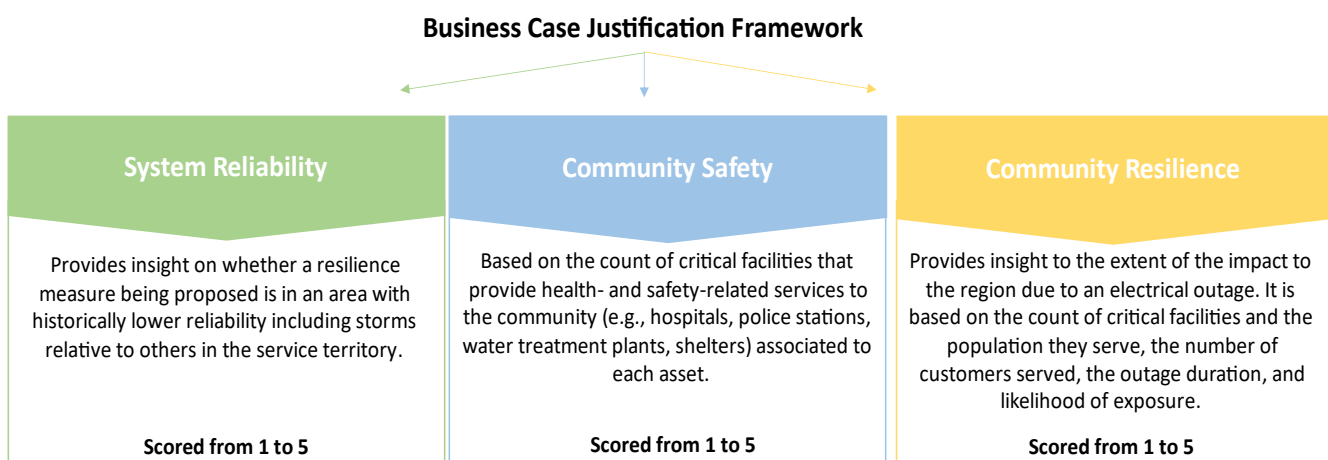 Business Case Justification Framework
System Reliability
Provides insight on whether a resilience
measure being proposed is in an area with
historically lower reliability including storms
relative to others in the service territory.
Scored from 1 to 5
Community Safety
Based on the count of critical facilities that
provide health- and safety-related services to
the community (e.g., hospitals, police stations,
water treatment plants, shelters) associated to
each asset.
Scored from 1 to 5
Community Resilience
Provides insight to the extent of the impact to
the region due to an electrical outage. It is
based on the count of critical facilities and the
population they serve, the number of
customers served, the outage duration, and
likelihood of exposure.
Scored from 1 to 5